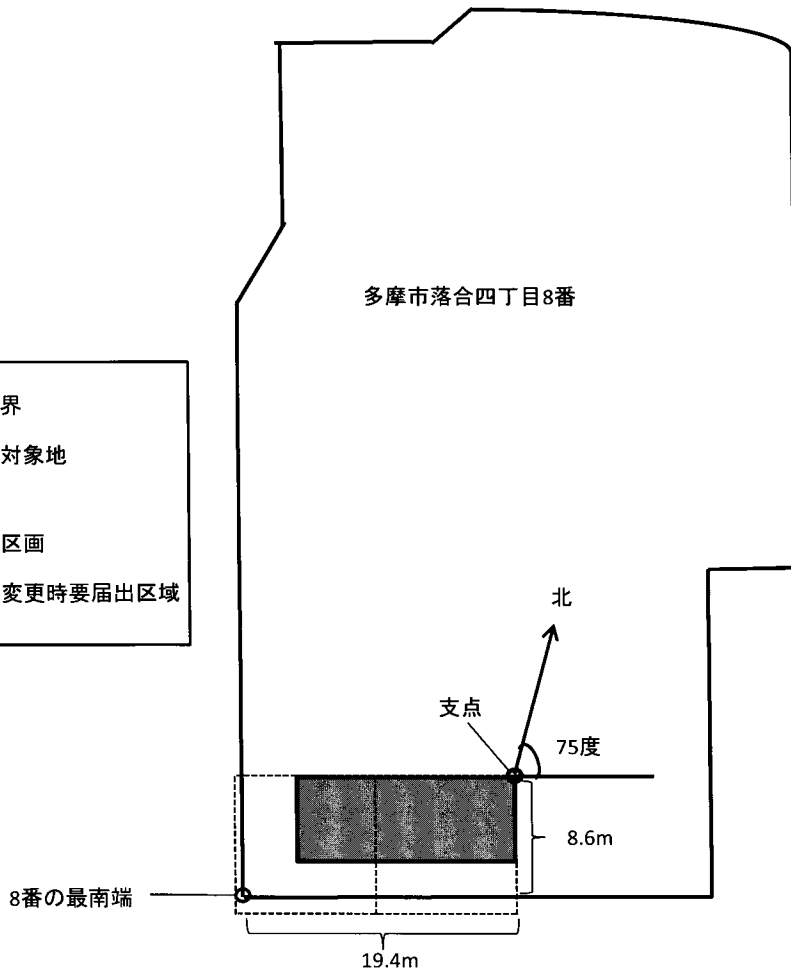 多摩市落合四丁目8番
界
対象地
区画
変更時要届出区域
北
支点
75度
8.6m
8番の最南端
19.4m